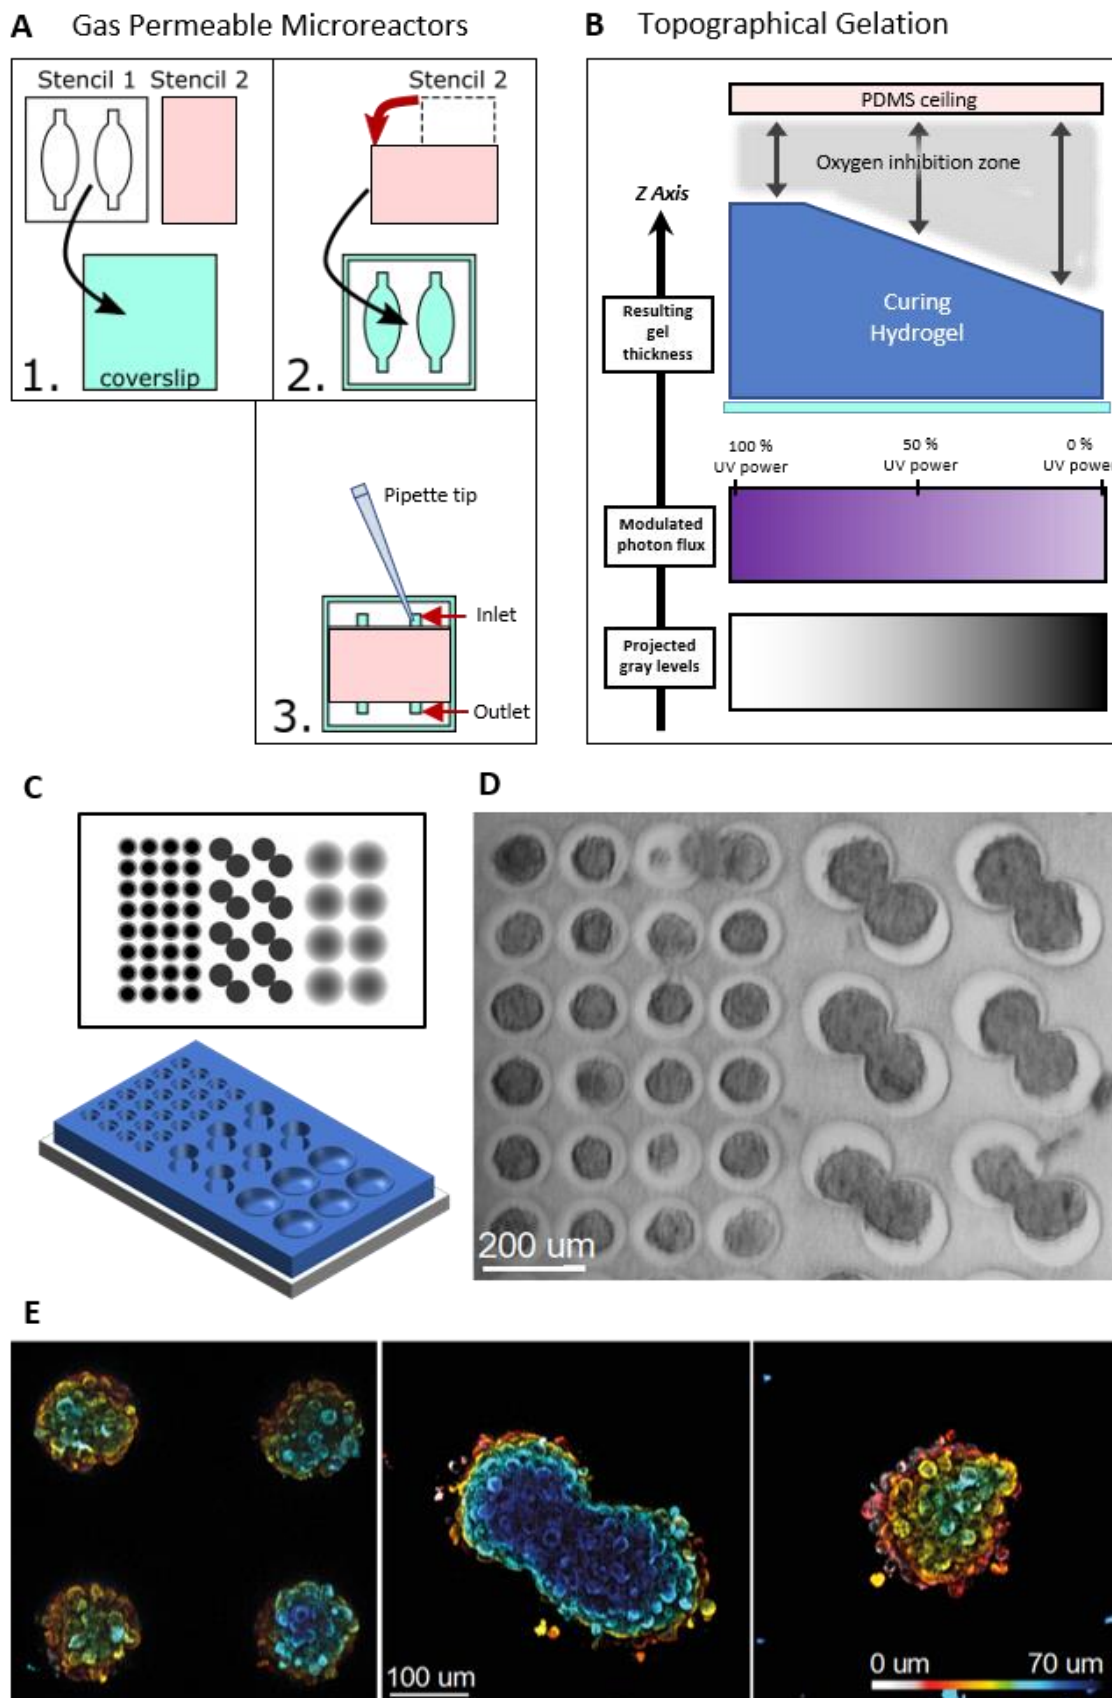 A Gas Permeable Microreactors
Stencil 1 Stencil 2
coverslip
1.
Stencil 2
2.
Pipette tip
Inlet
Outlet
3.
B Topographical Gelation
PDMS ceiling
Oxygen inhibition zone
Z Axis
Curing
Hydrogel
Resulting
gel
thickness
100 %
UV power
50 %
UV power
0 %
UV power
Modulated
photon flux
Projected
gray levels
C
D
200 um
E
100 um
0 um 70 um